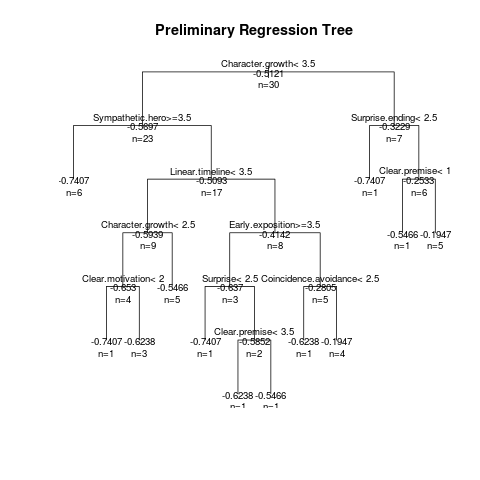 Preliminary Regression Tree
Character.growth< 3.5
-0.5121
n=30
Sympathetic.hero>=3.5
-0.5697
n=23
Surprise.ending< 2.5
-0.3229
n=7
-0.7407
n=6
Linear.timeline< 3.5
-0.5093
n=17
-0.7407
n=1
Clear.premise< 1
-0.2533
n=6
Character.growth< 2.5
-0.5939
n=9
Early.exposition>=3.5
-0.4142
n=8
-0.5466
n=1
-0.1947
n=5
Clear.motivation< 2
-0.653
n=4
-0.5466
n=5
Surprise< 2.5
-0.637
n=3
Coincidence.avoidance< 2.5
-0.2805
n=5
-0.7407
n=1
-0.6238
n=3
-0.7407
n=1
Clear.premise< 3.5
-0.5852
n=2
-0.6238
n=1
-0.1947
n=4
-0.6238
n=1
-0.5466
n=1